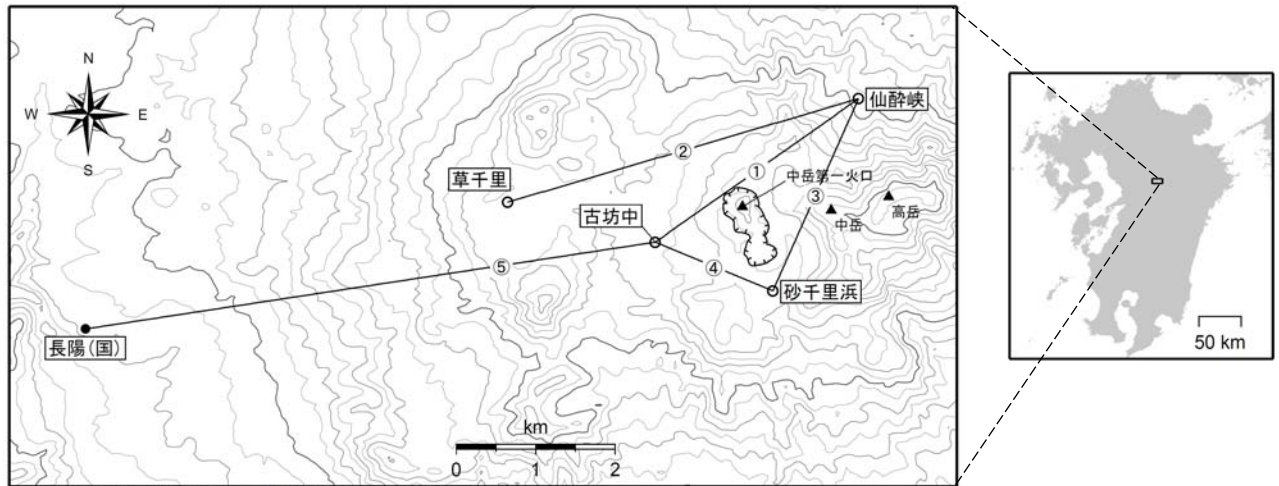 N
W
E
S
仙酔峡
②
①
草千里
中岳第一火口
③
高岳
中岳
古坊中
⑤
④
砂千里浜
長陽(国)
km
0 1 2
50 km